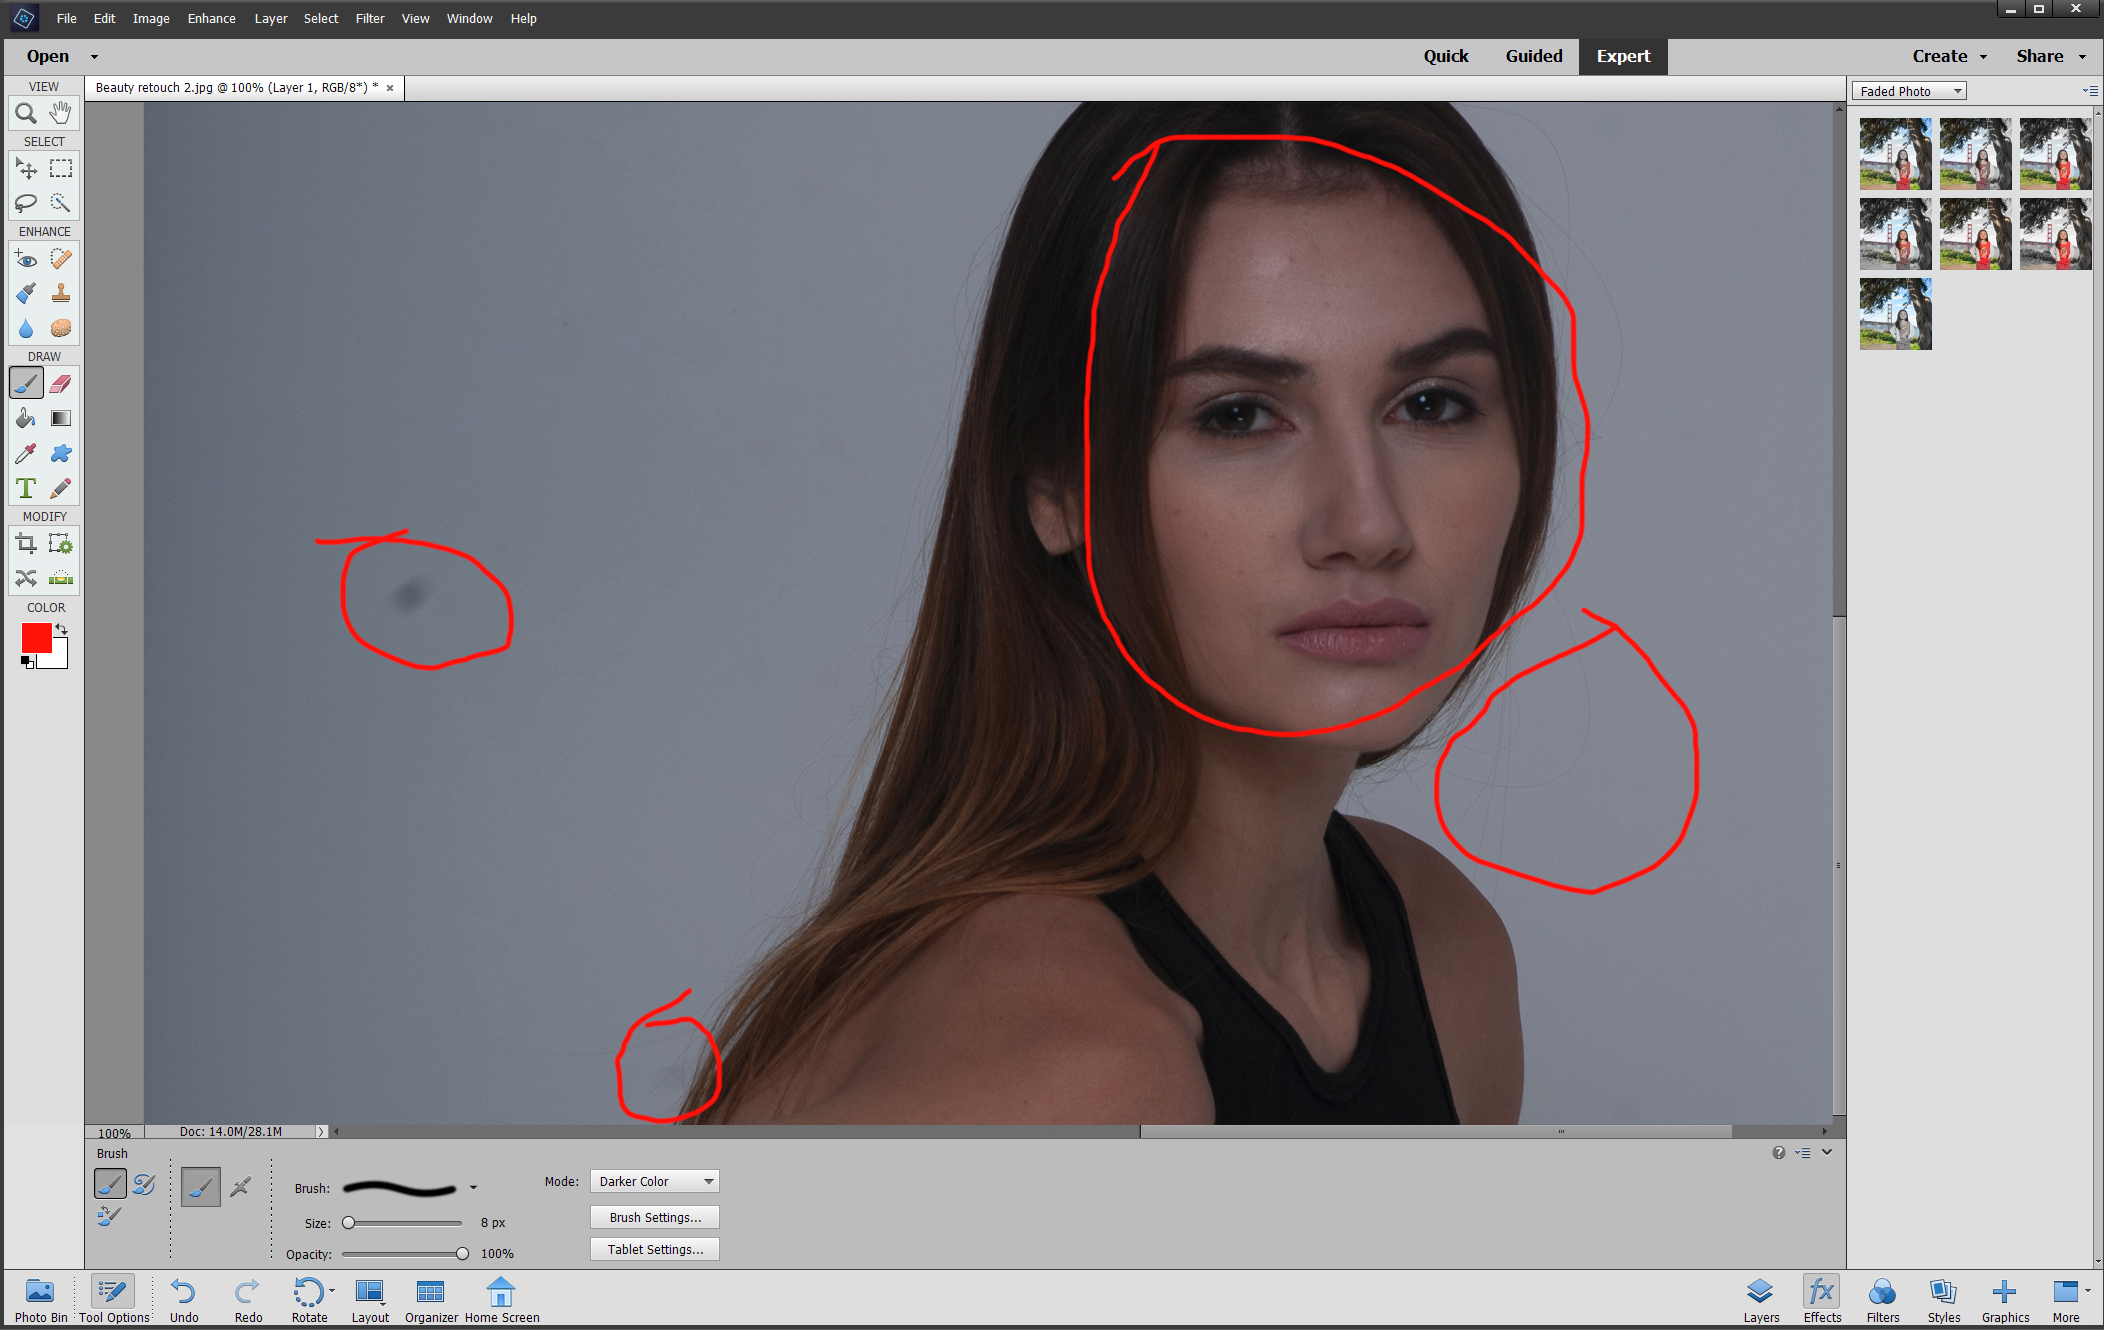 File Edit Image Enhance Layer Select Filter View Window Help
Open Quick Guided Expert Create Share
VIEW
Beauty retouch 2.jpg @ 100% (Layer 1, RGB/8*) *
Faded Photo
SELECT
ENHANCE
DRAW
T
MODIFY
COLOR
100% Doc: 14.0M/28.1M
Brush
Brush:
Mode: Darker Color
Size: 8 px
Brush Settings...
Opacity: 100%
Tablet Settings...
fx
Photo Bin Tool Options Undo Redo Rotate Layout Organizer Home Screen Layers Effects Filters Styles Graphics More